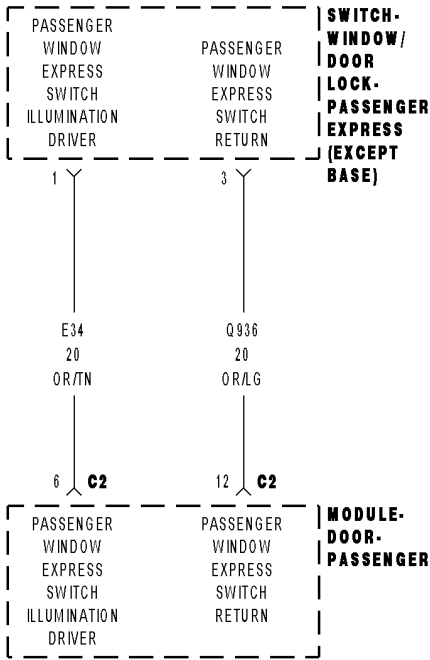 PASSENGER
WINDOW
EXPRESS
SWITCH
ILLUMINATION
DRIVER
PASSENGER
WINDOW
EXPRESS
SWITCH
RETURN
SWITCH-
WINDOW/
DOOR
LOCK-
PASSENGER
EXPRESS
(EXCEPT
BASE)
1
3
E34
20
OR/TN
Q936
20
OR/LG
6
C2
12
C2
PASSENGER
WINDOW
EXPRESS
SWITCH
ILLUMINATION
DRIVER
PASSENGER
WINDOW
EXPRESS
SWITCH
RETURN
MODULE-
DOOR-
PASSENGER